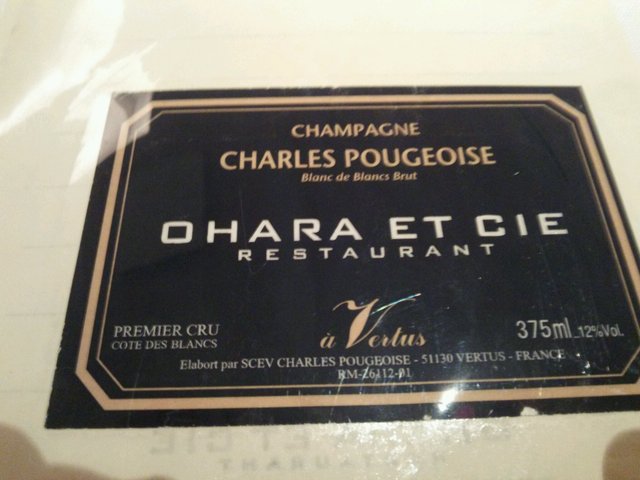 CHAMPAGNE
CHARLES POUGEOISE
Blanc de Blancs Brut
OHARA ET CIE
RESTAURANT
à Vertus
PREMIER CRU
COTE DES BLANCS
375ml 12%Vol.
Elabort par SCEV CHARLES POUGEOISE - 51130 VERTUS - FRANCE
RM-26112-01